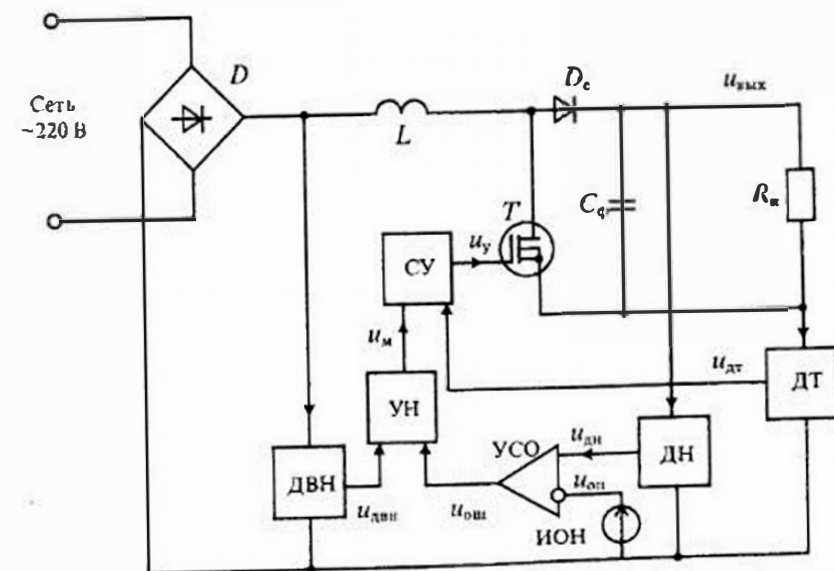 D
Dс
uвых
Сеть
~220 В
L
Cф
Rн
T
uу
СУ
uм
uдт
ДТ
УН
УСО
uдн
ДН
ДВН
uдвн
uош
uоп
ИОН